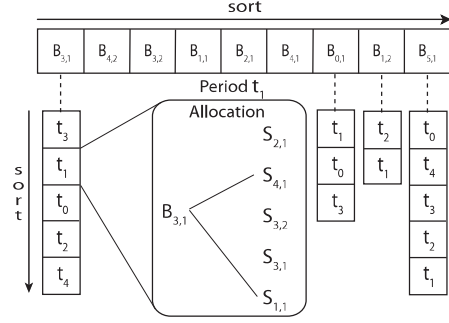 sort
B3,1 B4,2 B3,2 B1,1 B2,1 B4,1 B0,1 B1,2 B5,1
Period t1
Allocation
sort
t3
t1
t0
t2
t4
B3,1
S2,1
S4,1
S3,2
S3,1
S1,1
t1
t0
t3
t2
t1
t0
t4
t3
t2
t1